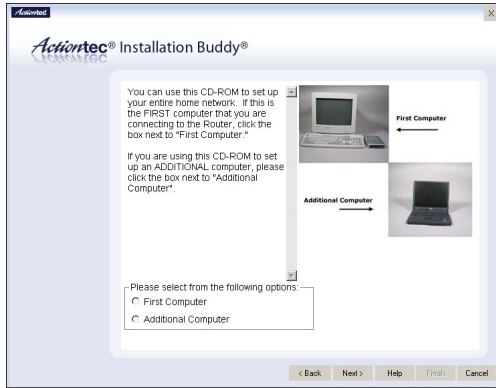 Actiontec
Actiontec® Installation Buddy®
You can use this CD-ROM to set up
your entire home network. If this is
the FIRST computer that you are
connecting to the Router, click the
box next to "First Computer."
If you are using this CD-ROM to set
up an ADDITIONAL computer, please
click the box next to "Additional
Computer".
First Computer
Additional Computer
Please select from the following options:
First Computer
Additional Computer
< Back Next > Help Finish Cancel